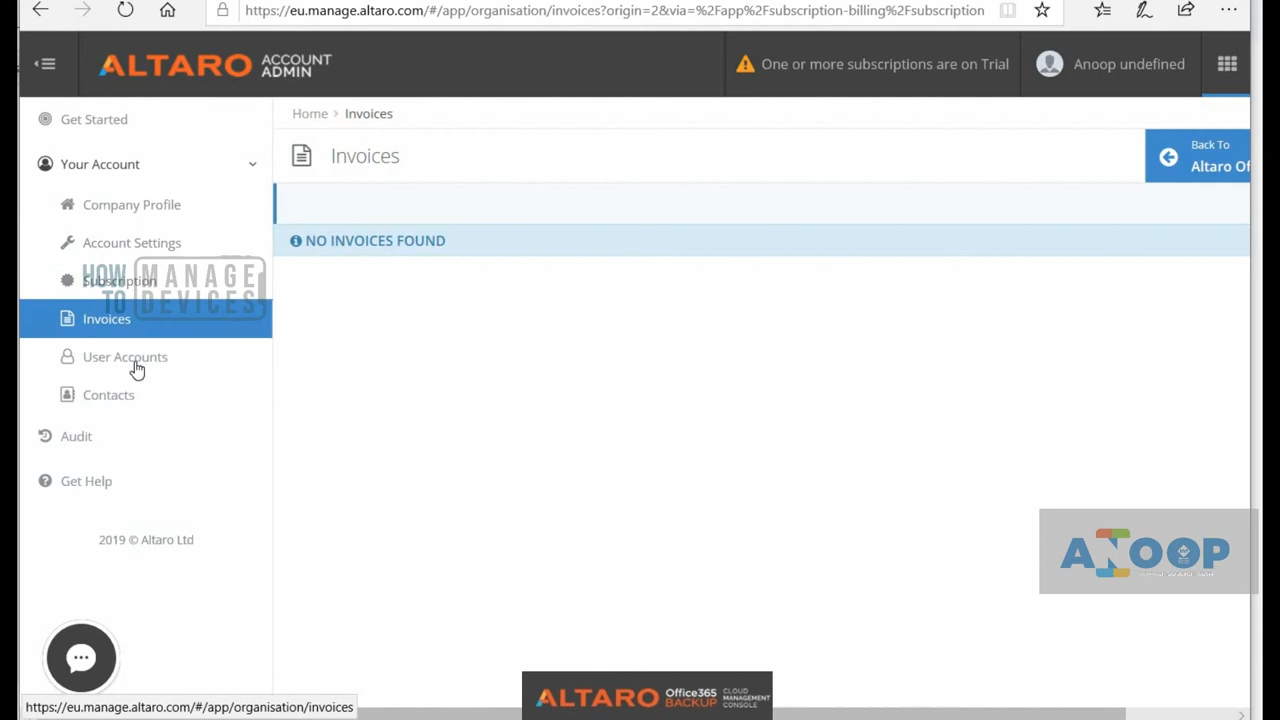 https://eu.manage.altaro.com/#/app/organisation/invoices?origin=2&via=%2Fapp%2Fsubscription-billing%2Fsubscription
ALTARO ACCOUNT ADMIN
One or more subscriptions are on Trial
Anoop undefined
Get Started
Home > Invoices
Your Account
Invoices
Back To
Altaro Of
Company Profile
Account Settings
NO INVOICES FOUND
Subscription
HOW TO MANAGE DEVICES
Invoices
User Accounts
Contacts
Audit
Get Help
2019 © Altaro Ltd
ANOOP
ALTARO Office365 BACKUP CLOUD MANAGEMENT CONSOLE
https://eu.manage.altaro.com/#/app/organisation/invoices